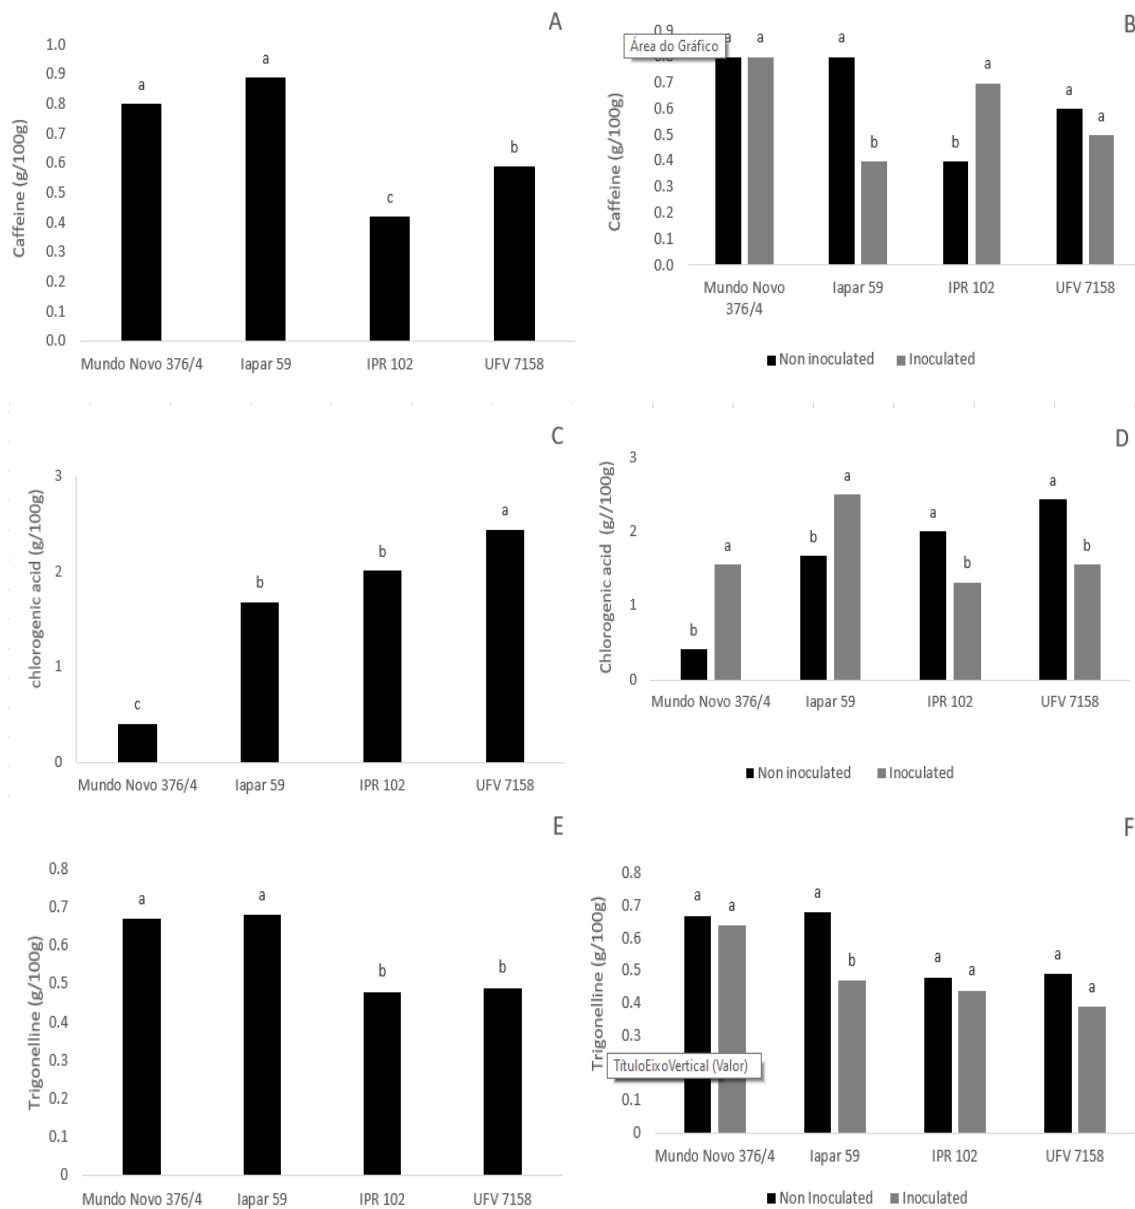 A
Caffeine (g/100g)
1.0
0.9
0.8
0.7
0.6
0.5
0.4
0.3
0.2
0.1
0.0
a
a
c
b
Mundo Novo 376/4
Iapar 59
IPR 102
UFV 7158
B
Caffeine (g/100g)
0.9
Área do Gráfico
0.7
0.6
0.5
0.4
0.3
0.2
0.1
0.0
a
a
a
b
b
a
a
a
Mundo Novo
376/4
Iapar 59
IPR 102
UFV 7158
Non inoculated
Inoculated
C
chlorogenic acid (g/100g)
3
2
1
0
c
b
b
a
Mundo Novo 376/4
Iapar 59
IPR 102
UFV 7158
D
Chlorogenic acid (g//100g)
3
2
1
0
b
a
b
a
a
b
a
b
Mundo Novo 376/4
Iapar 59
IPR 102
UFV 7158
Non inoculated
Inoculated
E
Trigonelline (g/100g)
0.8
0.7
0.6
0.5
0.4
0.3
0.2
0.1
0
a
a
b
b
Mundo Novo 376/4
Iapar 59
IPR 102
UFV 7158
F
Trigonelline (g/100g)
0.8
0.7
0.6
0.5
0.4
0.3
TítuloEixoVertical (Valor)
0.1
0
a
a
a
b
a
a
a
a
Mundo Novo 376/4
Iapar 59
IPR 102
UFV 7158
Non Inoculated
Inoculated